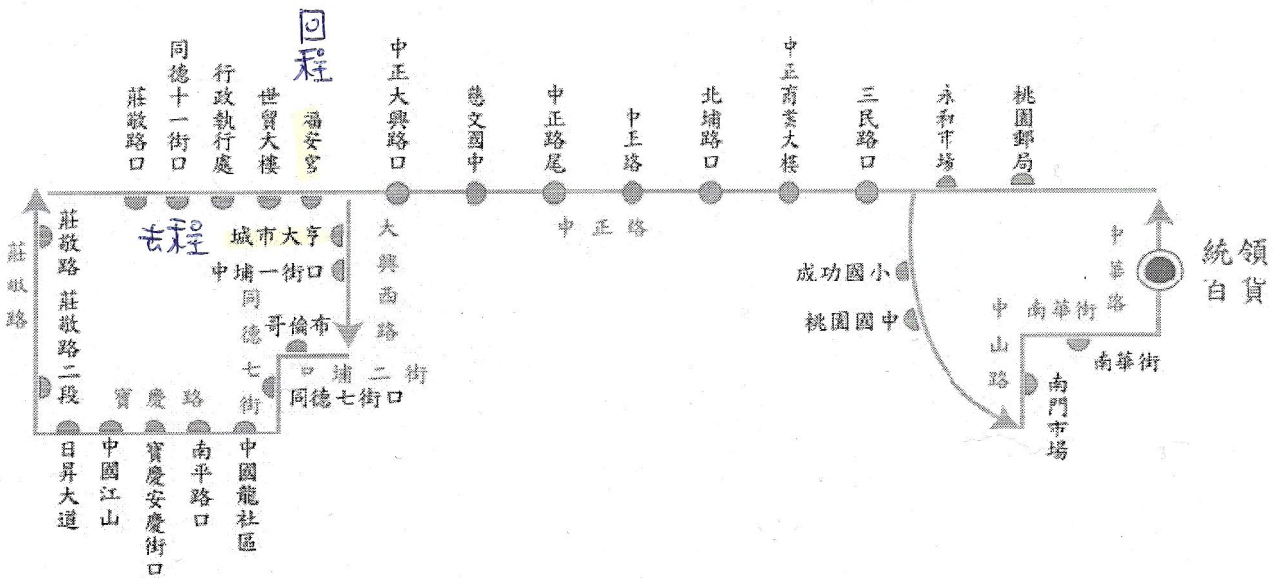 回程
莊敬路口
同德十一街口
行政執行處
世貿大樓
福安宮
中正大興路口
慈文國中
中正路尾
中正路
北埔路口
中正商業大樓
三民路口
永和市場
桃園郵局
去程
莊敬路
莊敬路
莊敬路二段
城市大亨
中埔一街口
大興西路
中正路
同德七街
哥倫布
口埔二街
同德七街口
寶慶路
日昇大道
中國江山
寶慶安慶街口
南平路口
中國龍社區
成功國小
桃園國中
中山路
南華街
南華街
南門市場
中華路
統領
百貨